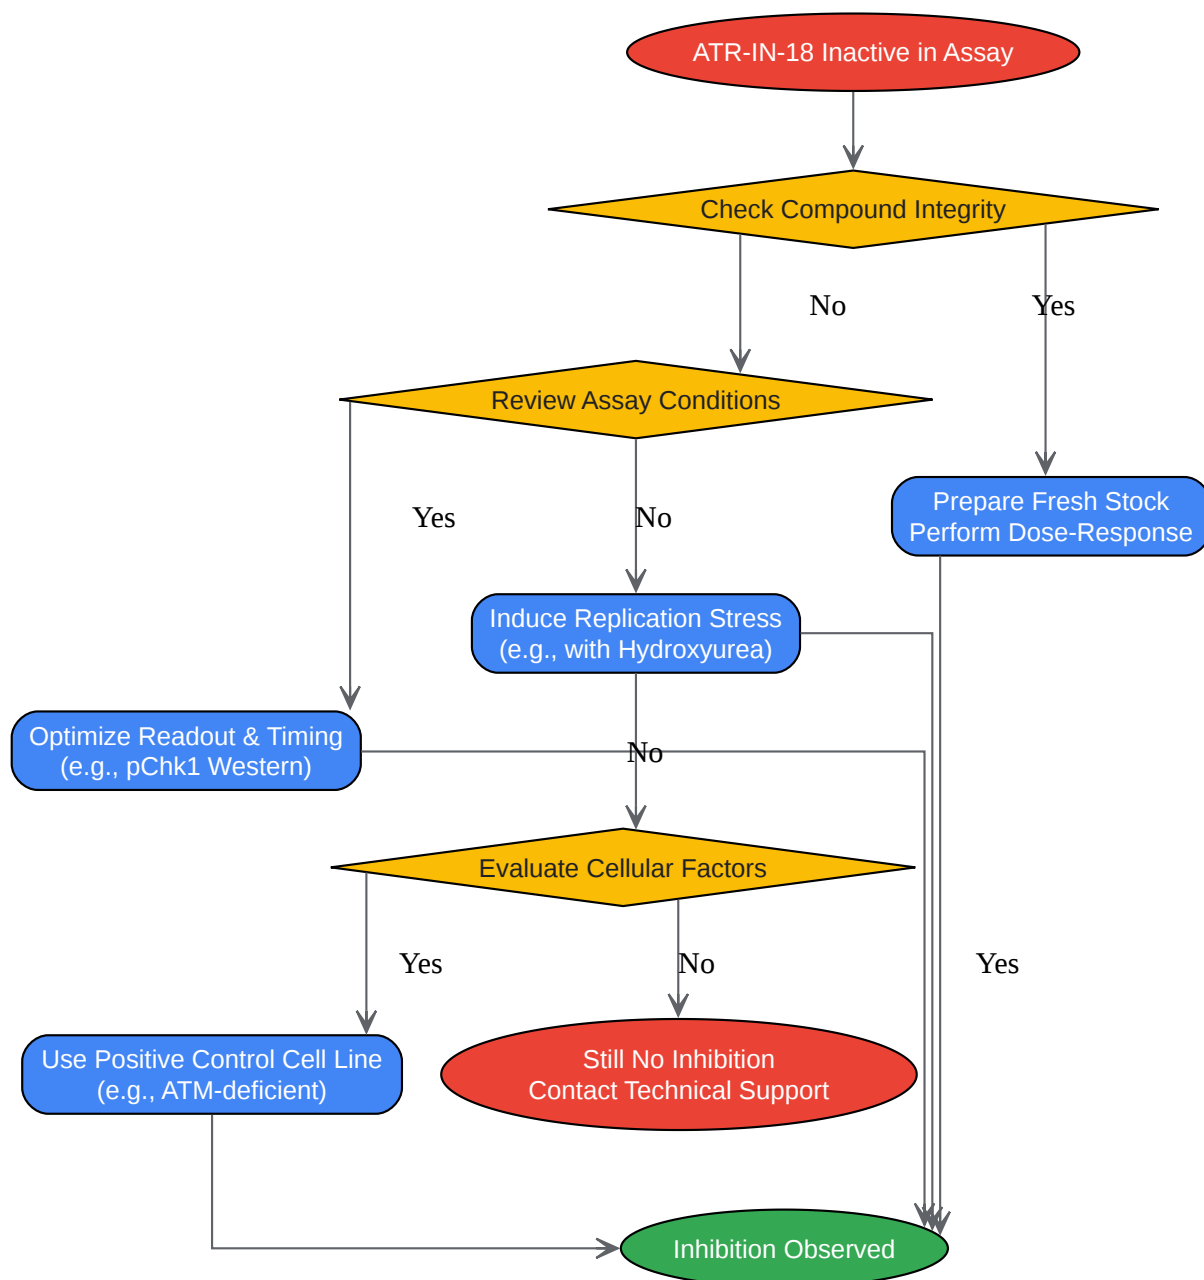 ATR-IN-18 Inactive in Assay
Check Compound Integrity
No
Yes
Review Assay Conditions
Yes
No
Prepare Fresh Stock
Perform Dose-Response
Induce Replication Stress
(e.g., with Hydroxyurea)
Optimize Readout & Timing
(e.g., pChk1 Western)
No
Evaluate Cellular Factors
Yes
No
Yes
Use Positive Control Cell Line
(e.g., ATM-deficient)
Still No Inhibition
Contact Technical Support
Inhibition Observed